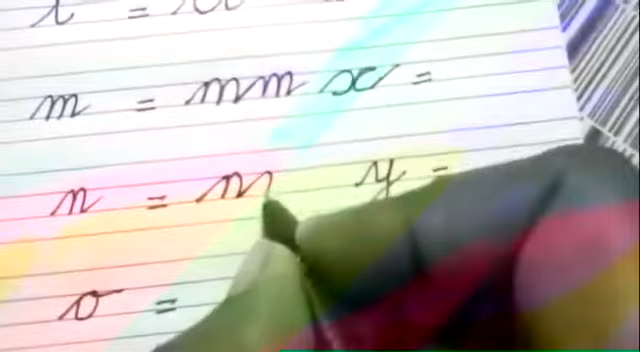 m = mm x =
n = n y =
o =